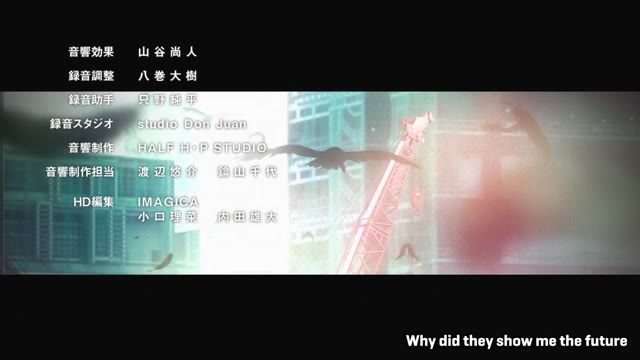 音響効果 山谷尚人
録音調整 八巻大樹
録音助手 只野純平
録音スタジオ studio Don Juan
音響制作 HALF H・P STUDIO
音響制作担当 渡辺悠介 鏡山千代
HD編集 IMAGICA
小口理菜 内田雄太
Why did they show me the future